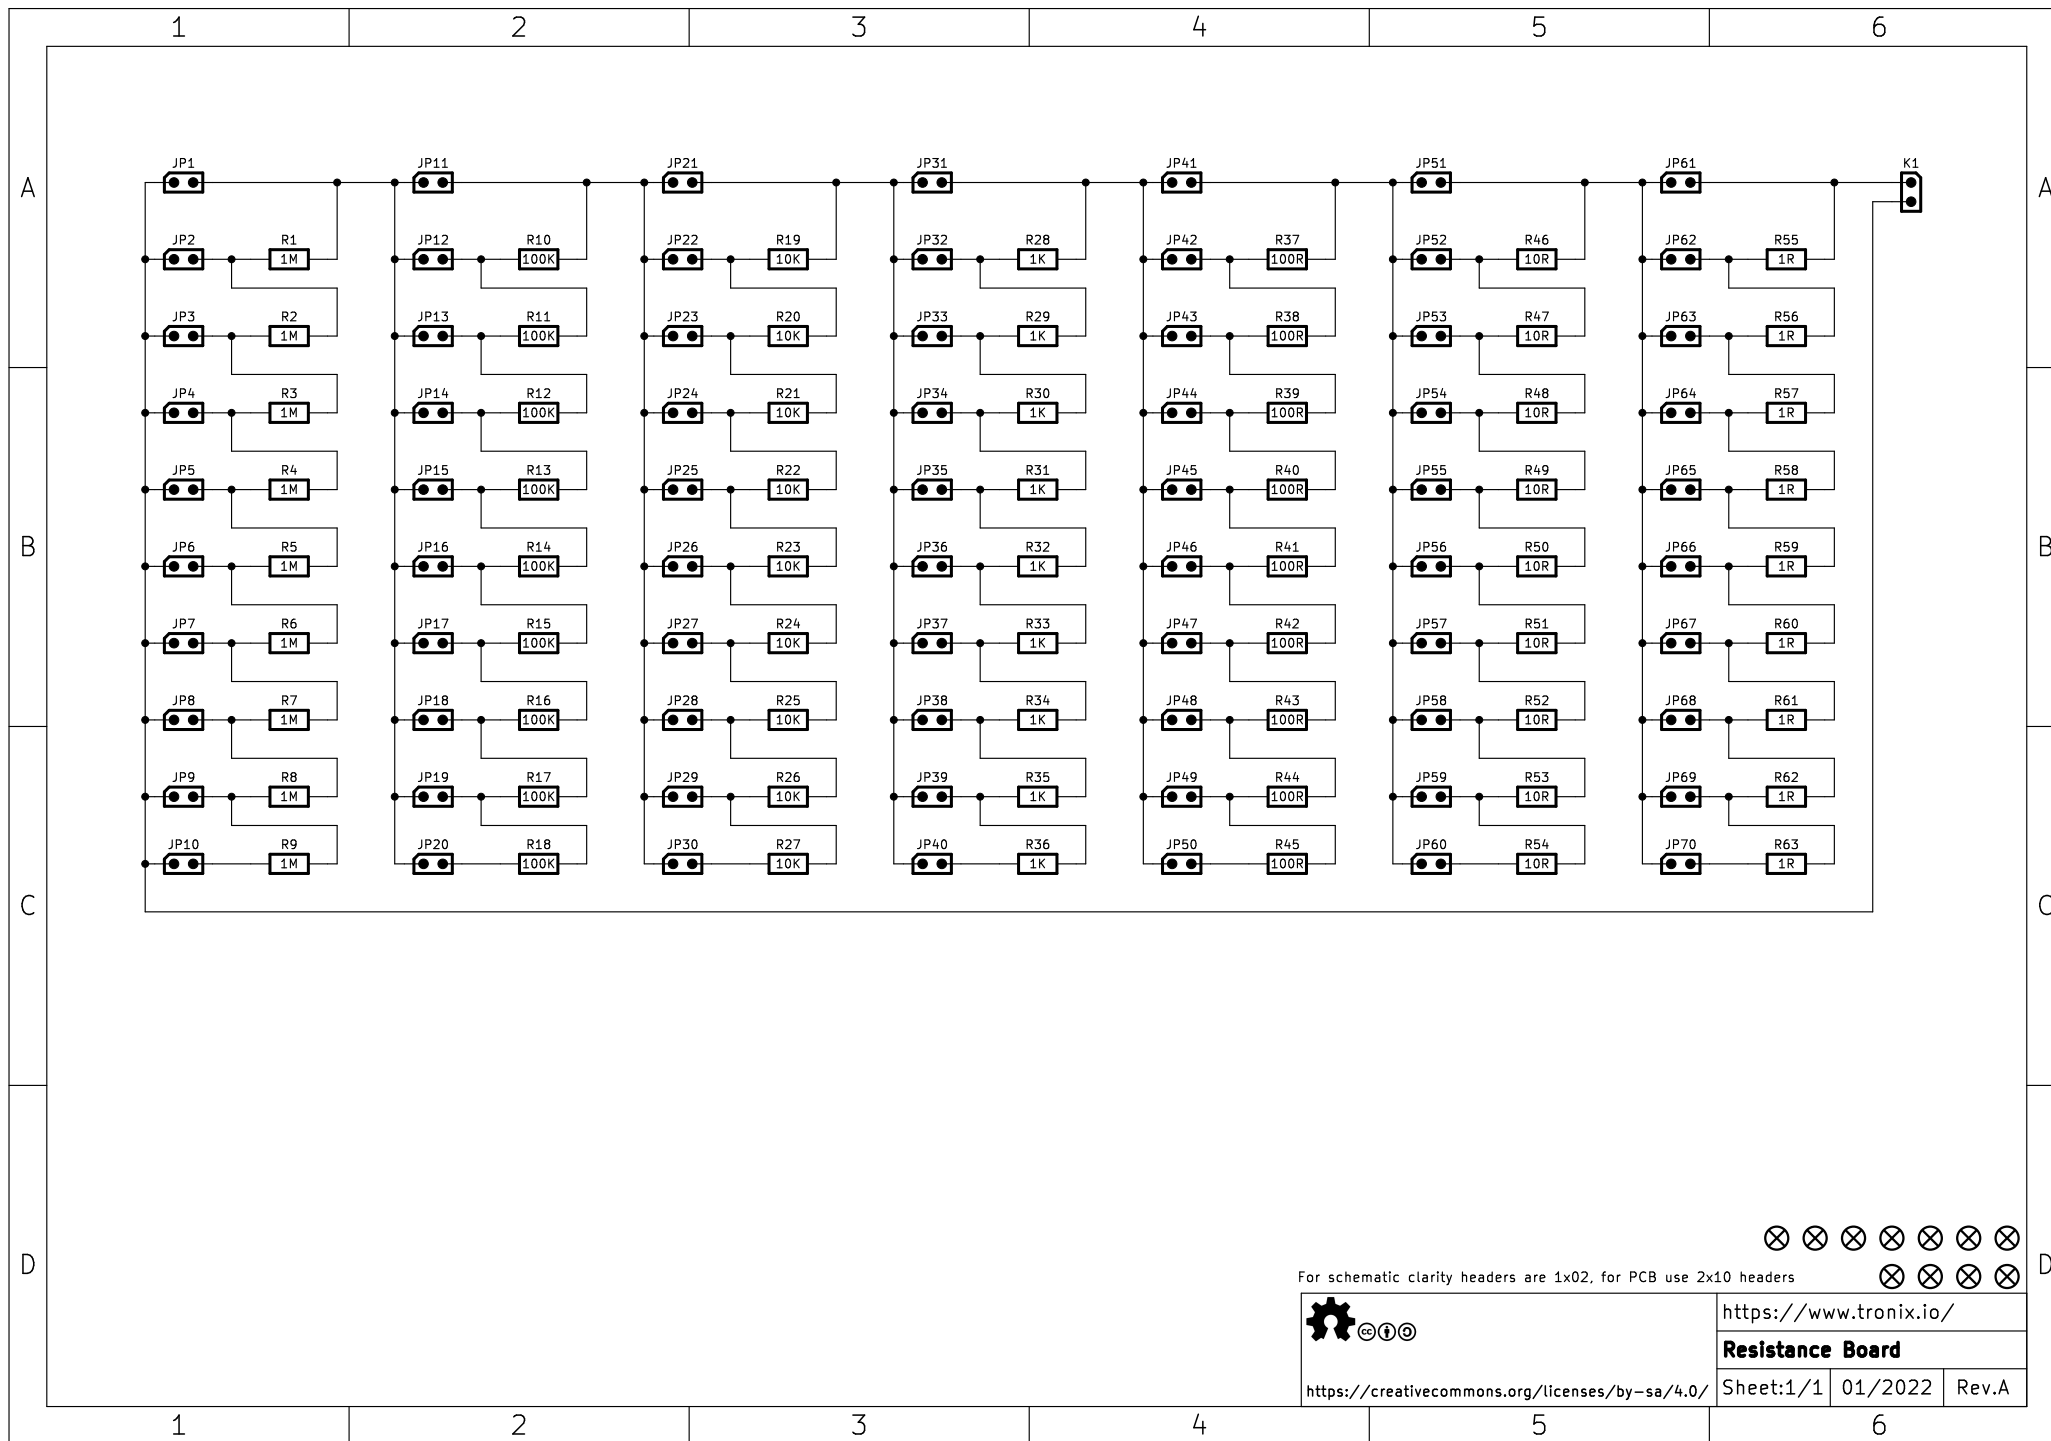 1 2 3 4 5 6
JP1 JP11 JP21 JP31 JP41 JP51 JP61 K1
A A
JP2 R1 JP12 R10 JP22 R19 JP32 R28 JP42 R37 JP52 R46 JP62 R55
1M 100K 10K 1K 100R 10R 1R
JP3 R2 JP13 R11 JP23 R20 JP33 R29 JP43 R38 JP53 R47 JP63 R56
1M 100K 10K 1K 100R 10R 1R
JP4 R3 JP14 R12 JP24 R21 JP34 R30 JP44 R39 JP54 R48 JP64 R57
1M 100K 10K 1K 100R 10R 1R
JP5 R4 JP15 R13 JP25 R22 JP35 R31 JP45 R40 JP55 R49 JP65 R58
1M 100K 10K 1K 100R 10R 1R
B B
JP6 R5 JP16 R14 JP26 R23 JP36 R32 JP46 R41 JP56 R50 JP66 R59
1M 100K 10K 1K 100R 10R 1R
JP7 R6 JP17 R15 JP27 R24 JP37 R33 JP47 R42 JP57 R51 JP67 R60
1M 100K 10K 1K 100R 10R 1R
JP8 R7 JP18 R16 JP28 R25 JP38 R34 JP48 R43 JP58 R52 JP68 R61
1M 100K 10K 1K 100R 10R 1R
JP9 R8 JP19 R17 JP29 R26 JP39 R35 JP49 R44 JP59 R53 JP69 R62
1M 100K 10K 1K 100R 10R 1R
JP10 R9 JP20 R18 JP30 R27 JP40 R36 JP50 R45 JP60 R54 JP70 R63
1M 100K 10K 1K 100R 10R 1R
C C
D D
For schematic clarity headers are 1x02, for PCB use 2x10 headers
cc
https://www.tronix.io/
Resistance Board
https://creativecommons.org/licenses/by-sa/4.0/
Sheet:1/1 01/2022 Rev.A
1 2 3 4 5 6